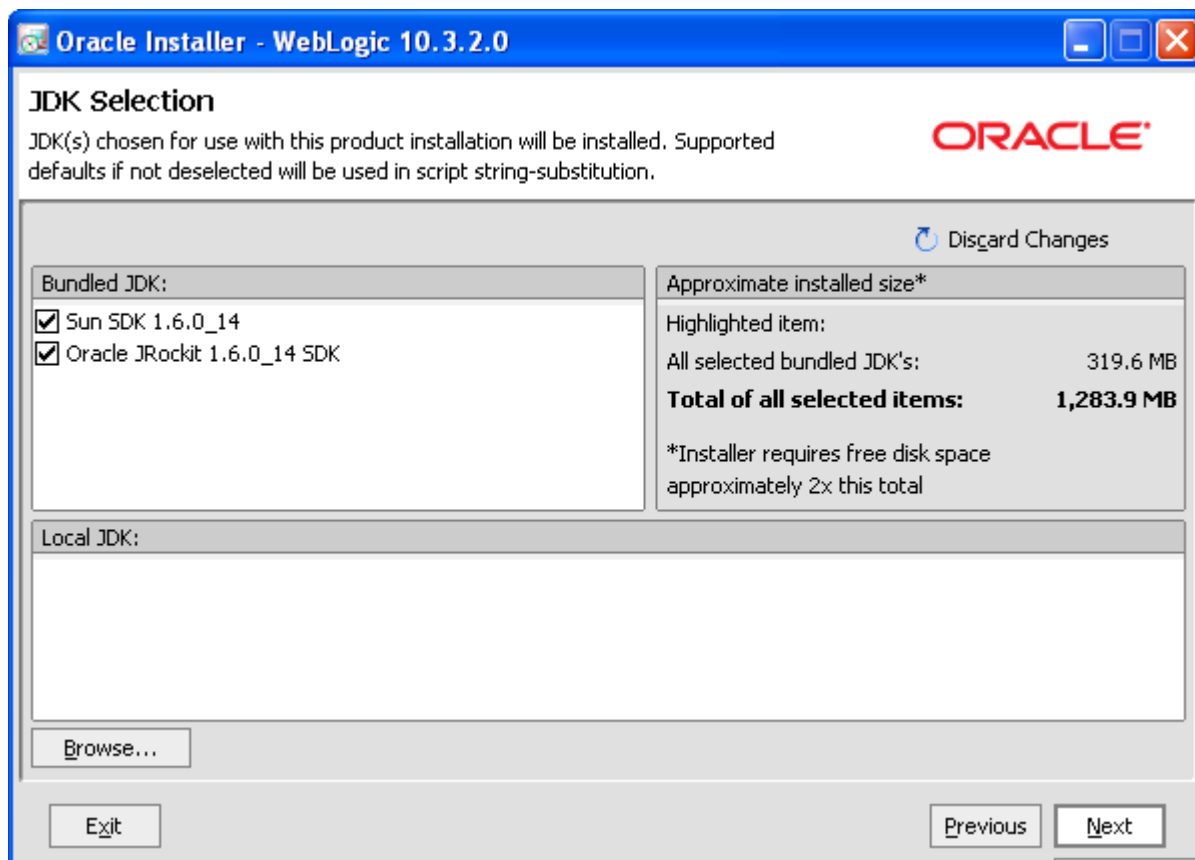 Oracle Installer - WebLogic 10.3.2.0
JDK Selection
JDK(s) chosen for use with this product installation will be installed. Supported
defaults if not deselected will be used in script string-substitution.
ORACLE
Discard Changes
Bundled JDK:
Sun SDK 1.6.0_14
Oracle JRockit 1.6.0_14 SDK
Approximate installed size*
Highlighted item:
All selected bundled JDK's: 319.6 MB
Total of all selected items: 1,283.9 MB
*Installer requires free disk space
approximately 2x this total
Local JDK:
Browse...
Exit
Previous
Next